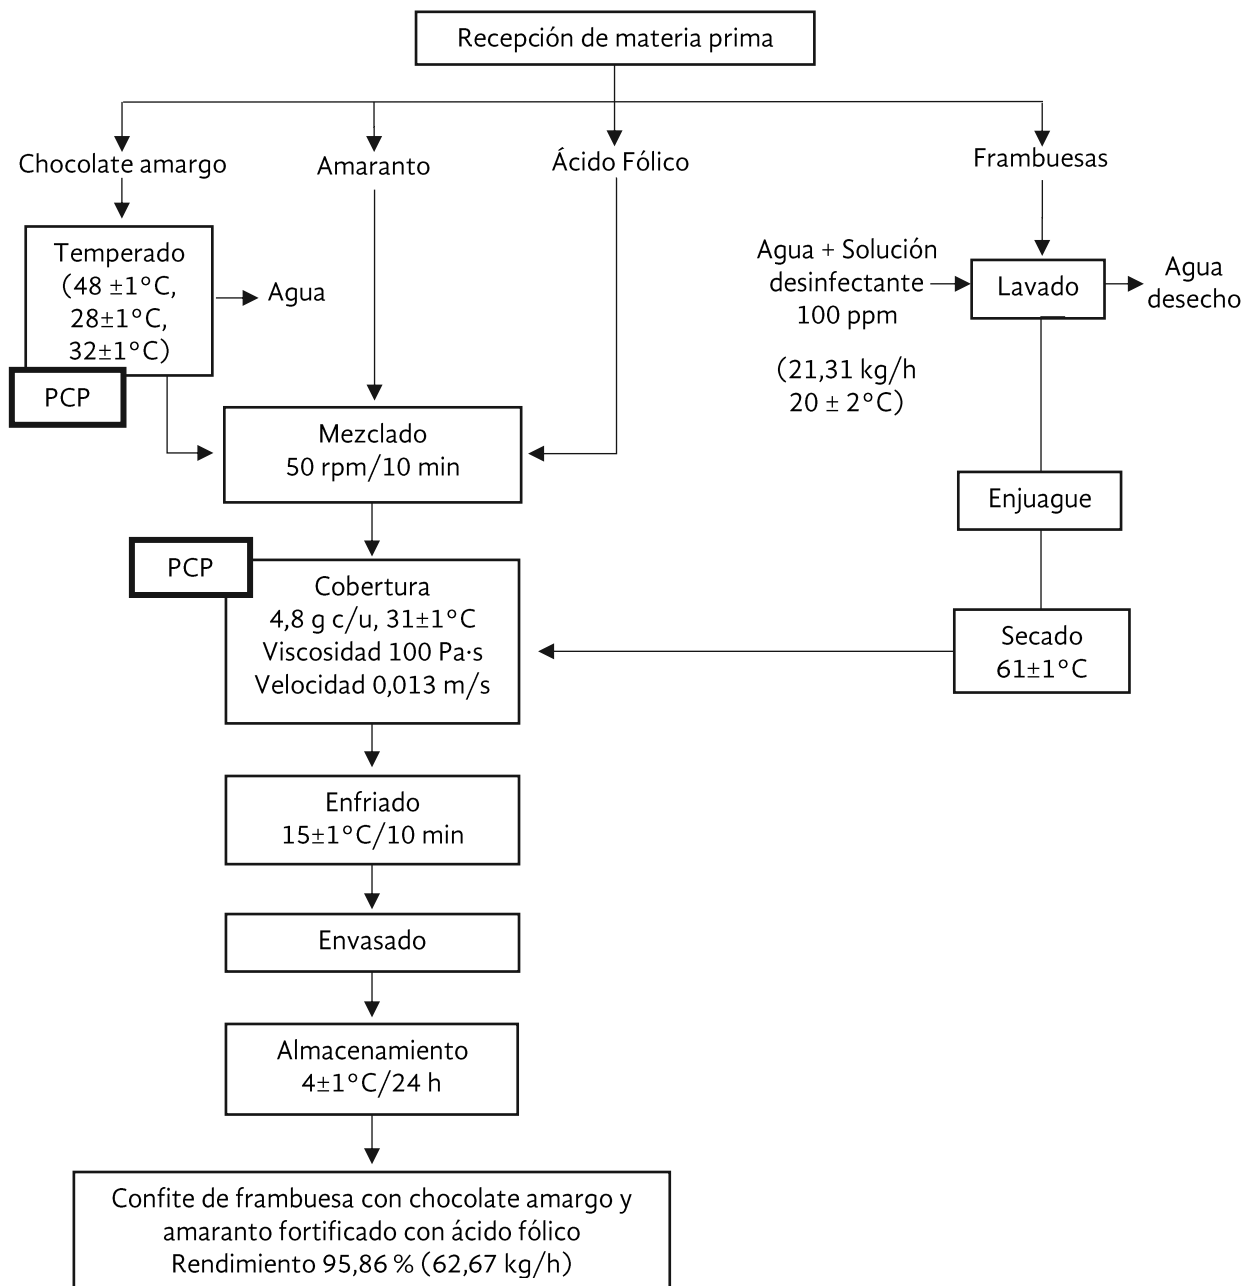 Recepción de materia prima
Chocolate amargo
Amaranto
Ácido Fólico
Frambuesas
Temperado
(48 ±1°C,
28±1°C,
32±1°C)
PCP
Agua
Agua + Solución
desinfectante
100 ppm
(21,31 kg/h
20 ± 2°C)
Lavado
Agua
desecho
Mezclado
50 rpm/10 min
Enjuague
PCP
Cobertura
4,8 g c/u, 31±1°C
Viscosidad 100 Pa·s
Velocidad 0,013 m/s
Secado
61±1°C
Enfriado
15±1°C/10 min
Envasado
Almacenamiento
4±1°C/24 h
Confite de frambuesa con chocolate amargo y
amaranto fortificado con ácido fólico
Rendimiento 95,86 % (62,67 kg/h)